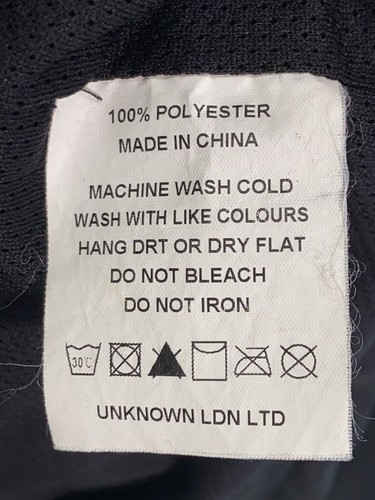 100% POLYESTER
MADE IN CHINA
MACHINE WASH COLD
WASH WITH LIKE COLOURS
HANG DRT OR DRY FLAT
DO NOT BLEACH
DO NOT IRON
30℃
UNKNOWN LDN LTD